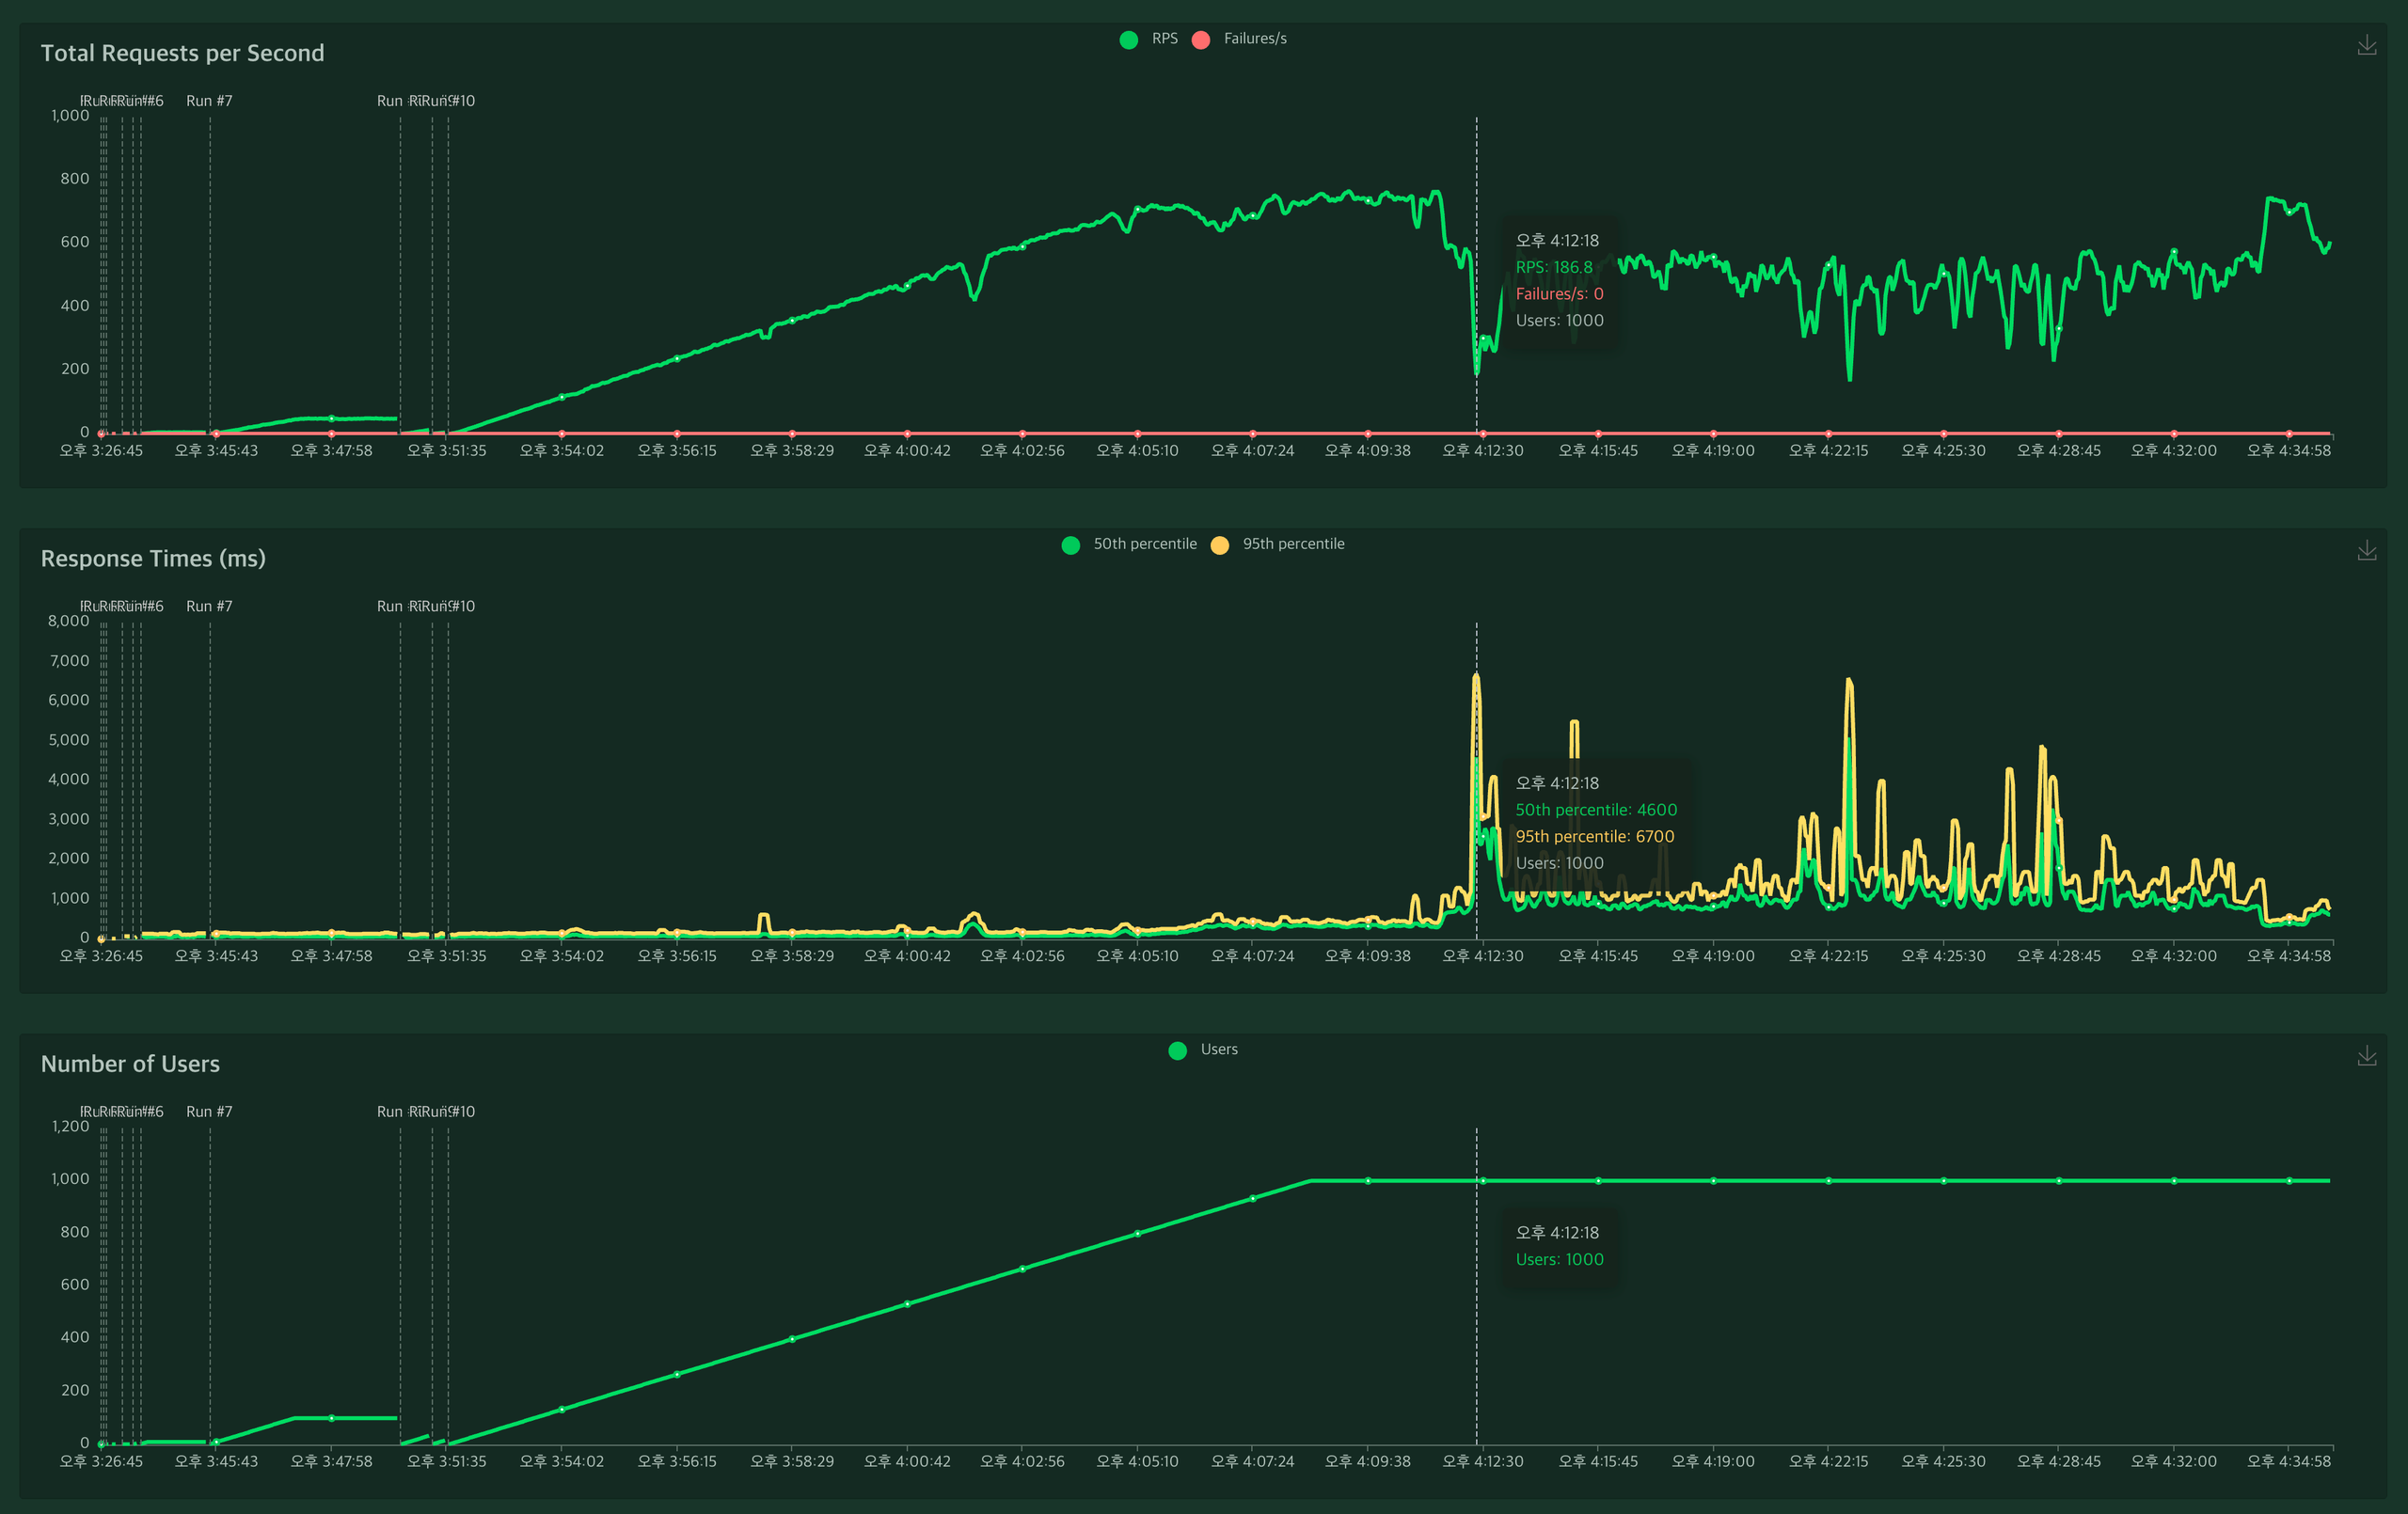 Total Requests per Second
RPS
Failures/s
#6
Run #7
Run
#10
1,000
800
600
400
200
0
오후 4:12:18
RPS: 186.8
Failures/s: 0
Users: 1000
오후 3:26:45
오후 3:45:43
오후 3:47:58
오후 3:51:35
오후 3:54:02
오후 3:56:15
오후 3:58:29
오후 4:00:42
오후 4:02:56
오후 4:05:10
오후 4:07:24
오후 4:09:38
오후 4:12:30
오후 4:15:45
오후 4:19:00
오후 4:22:15
오후 4:25:30
오후 4:28:45
오후 4:32:00
오후 4:34:58
Response Times (ms)
50th percentile
95th percentile
#6
Run #7
Run
#10
8,000
7,000
6,000
5,000
4,000
3,000
2,000
1,000
0
오후 4:12:18
50th percentile: 4600
95th percentile: 6700
Users: 1000
오후 3:26:45
오후 3:45:43
오후 3:47:58
오후 3:51:35
오후 3:54:02
오후 3:56:15
오후 3:58:29
오후 4:00:42
오후 4:02:56
오후 4:05:10
오후 4:07:24
오후 4:09:38
오후 4:12:30
오후 4:15:45
오후 4:19:00
오후 4:22:15
오후 4:25:30
오후 4:28:45
오후 4:32:00
오후 4:34:58
Number of Users
Users
#6
Run #7
Run
#10
1,200
1,000
800
600
400
200
0
오후 4:12:18
Users: 1000
오후 3:26:45
오후 3:45:43
오후 3:47:58
오후 3:51:35
오후 3:54:02
오후 3:56:15
오후 3:58:29
오후 4:00:42
오후 4:02:56
오후 4:05:10
오후 4:07:24
오후 4:09:38
오후 4:12:30
오후 4:15:45
오후 4:19:00
오후 4:22:15
오후 4:25:30
오후 4:28:45
오후 4:32:00
오후 4:34:58